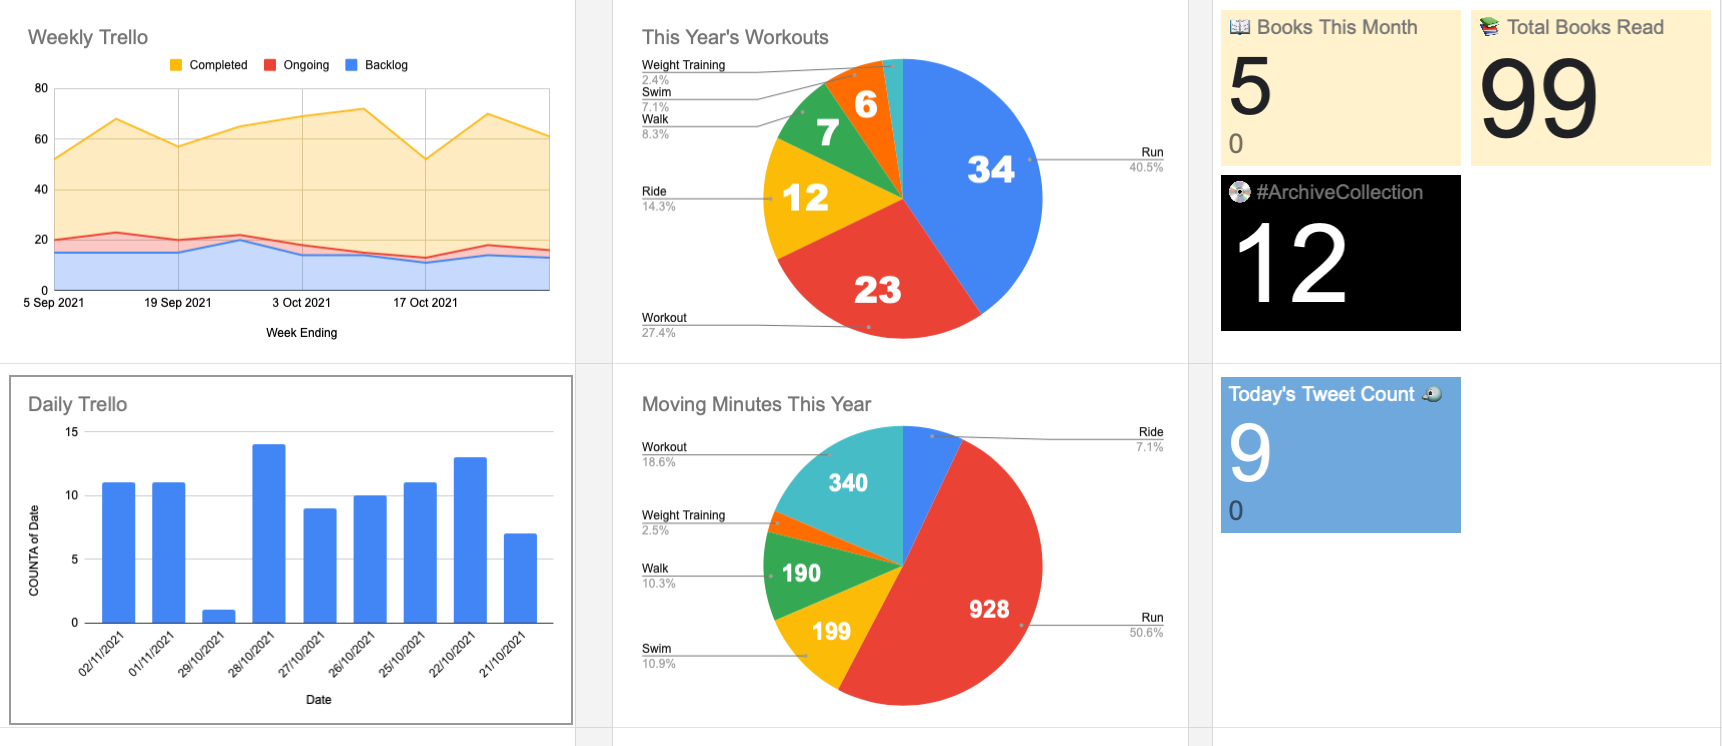 Weekly Trello
Completed
Ongoing
Backlog
80
60
40
20
0
5 Sep 2021
19 Sep 2021
3 Oct 2021
17 Oct 2021
Week Ending
This Year's Workouts
Weight Training
2.4%
Swim
7.1%
Walk
8.3%
Ride
14.3%
Workout
27.4%
Run
40.5%
6
7
12
23
34
Books This Month
5
0
Total Books Read
99
#ArchiveCollection
12
Daily Trello
15
10
5
0
COUNTA of Date
02/11/2021
01/11/2021
29/10/2021
28/10/2021
27/10/2021
26/10/2021
25/10/2021
22/10/2021
21/10/2021
Date
Moving Minutes This Year
Workout
18.6%
Weight Training
2.5%
Walk
10.3%
Swim
10.9%
Ride
7.1%
Run
50.6%
340
190
199
928
Today's Tweet Count
9
0